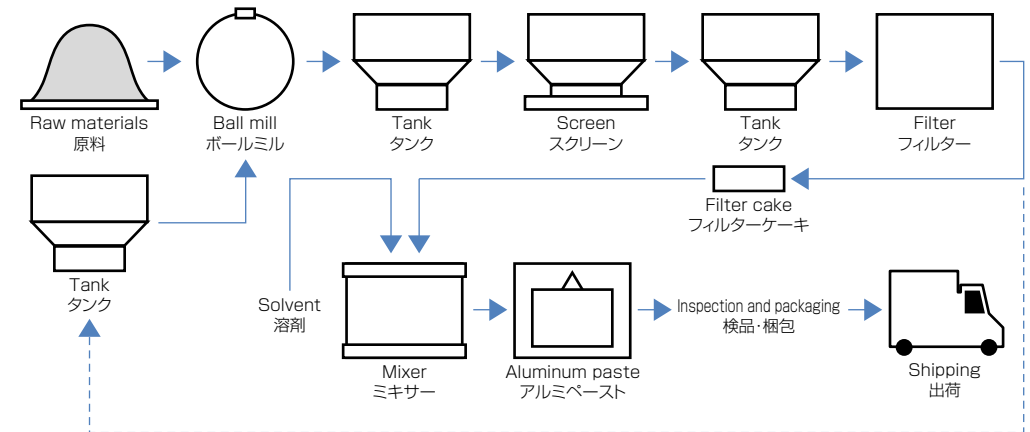 Raw materials
原料
Ball mill
ボールミル
Tank
タンク
Screen
スクリーン
Tank
タンク
Filter
フィルター
Filter cake
フィルターケーキ
Tank
タンク
Solvent
溶剤
Mixer
ミキサー
Aluminum paste
アルミペースト
Inspection and packaging
検品・梱包
Shipping
出荷